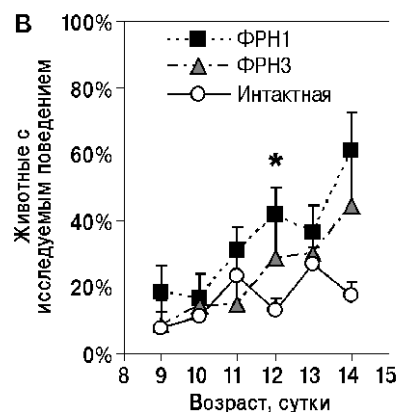 В
100%
80%
60%
40%
20%
0%
Животные с
исследуемым поведением
ФРН1
ФРН3
Интактная
*
8 9 10 11 12 13 14 15
Возраст, сутки